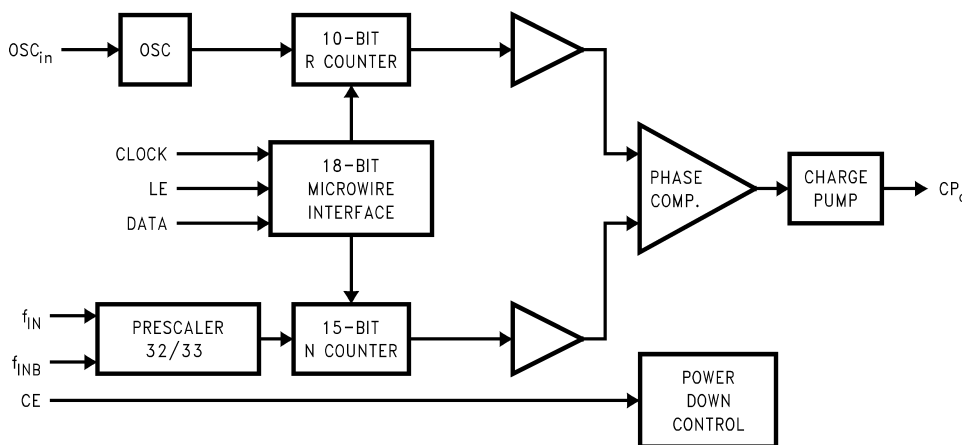 OSCin
OSC
10-BIT
R COUNTER
CLOCK
LE
DATA
18-BIT
MICROWIRE
INTERFACE
PHASE
COMP.
CHARGE
PUMP
fIN
fINB
PRESCALER
32/33
15-BIT
N COUNTER
CE
POWER
DOWN
CONTROL